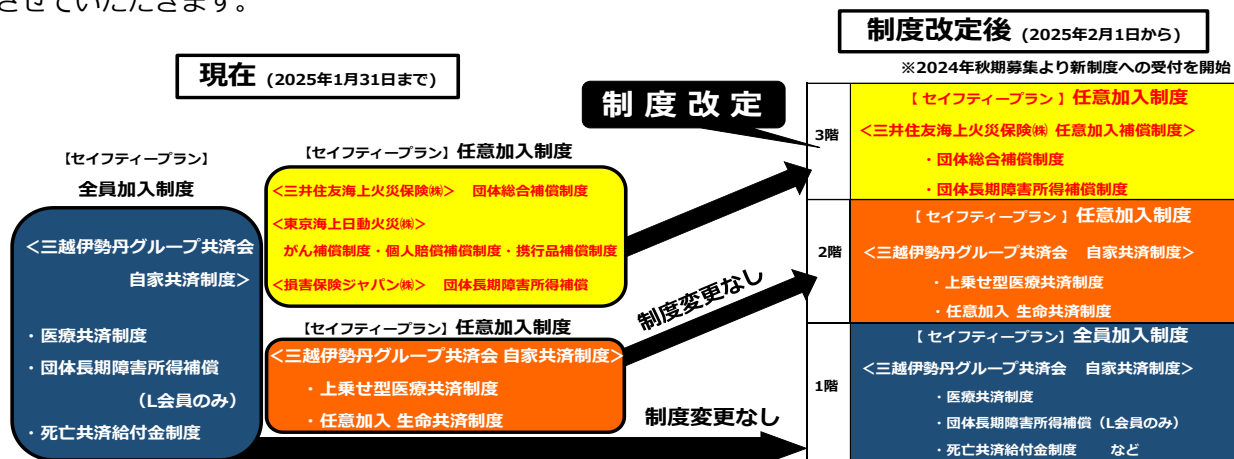 させていただきます。
現在 (2025年1月31日まで)
【セイフティープラン】
全員加入制度
<三越伊勢丹グループ共済会
自家共済制度>
・医療共済制度
・団体長期障害所得補償
（L会員のみ）
・死亡共済給付金制度
【セイフティープラン】任意加入制度
<三井住友海上火災保険㈱> 団体総合補償制度
<東京海上日動火災㈱>
がん補償制度・個人賠償補償制度・携行品補償制度
<損害保険ジャパン㈱> 団体長期障害所得補償
【セイフティープラン】任意加入制度
<三越伊勢丹グループ共済会 自家共済制度>
・上乗せ型医療共済制度
・任意加入 生命共済制度
制度改定
制度変更なし
制度変更なし
制度改定後 (2025年2月1日から)
※2024年秋期募集より新制度への受付を開始
3階
【 セイフティープラン 】任意加入制度
<三井住友海上火災保険㈱ 任意加入補償制度>
・団体総合補償制度
・団体長期障害所得補償制度
2階
【 セイフティープラン 】任意加入制度
<三越伊勢丹グループ共済会 自家共済制度>
・上乗せ型医療共済制度
・任意加入 生命共済制度
1階
【 セイフティープラン】全員加入制度
<三越伊勢丹グループ共済会 自家共済制度>
・医療共済制度
・団体長期障害所得補償（L会員のみ）
・死亡共済給付金制度 など